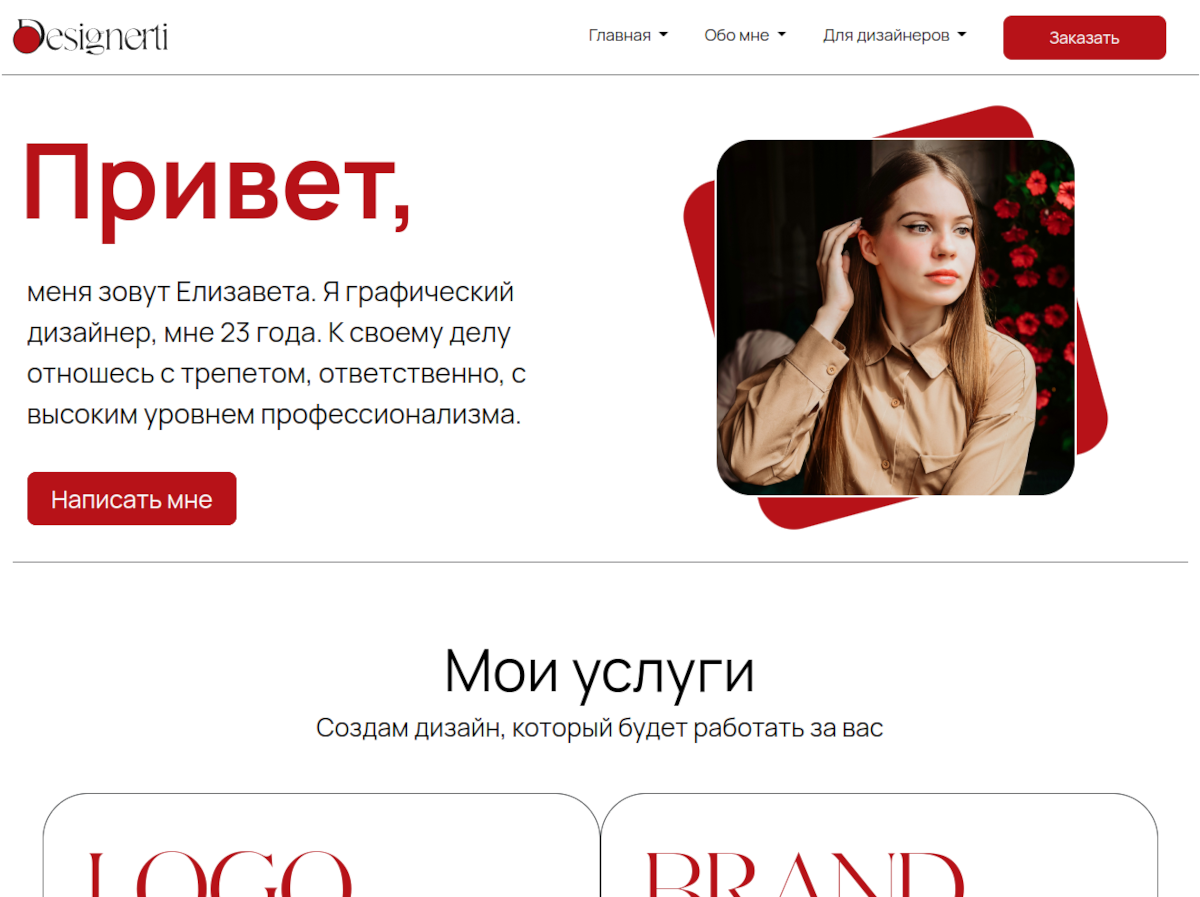 Designerti
Главная
Обо мне
Для дизайнеров
Заказать
Привет,
меня зовут Елизавета. Я графический
дизайнер, мне 23 года. К своему делу
отношесь с трепетом, ответственно, с
высоким уровнем профессионализма.
Написать мне
Мои услуги
Создам дизайн, который будет работать за вас
LOGO
BRAND